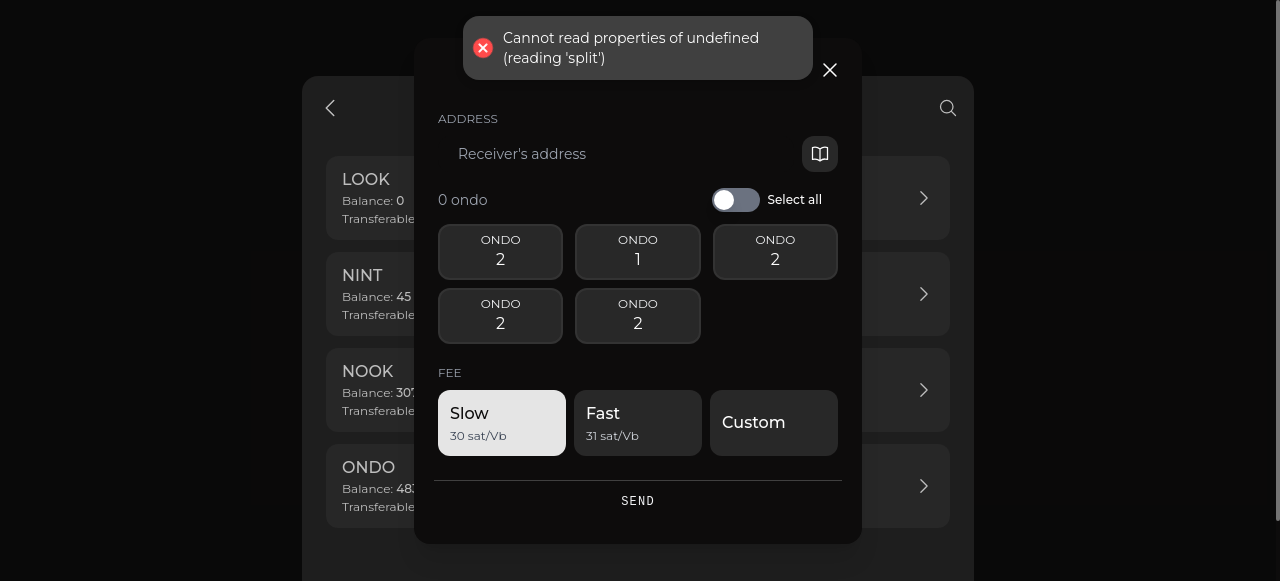 Cannot read properties of undefined
(reading 'split')
ADDRESS
Receiver's address
0 ondo
Select all
ONDO
2
ONDO
1
ONDO
2
ONDO
2
ONDO
2
FEE
Slow
30 sat/Vb
Fast
31 sat/Vb
Custom
SEND
LOOK
Balance: 0
Transferable
NINT
Balance: 45
Transferable
NOOK
Balance: 307
Transferable
ONDO
Balance: 483
Transferable